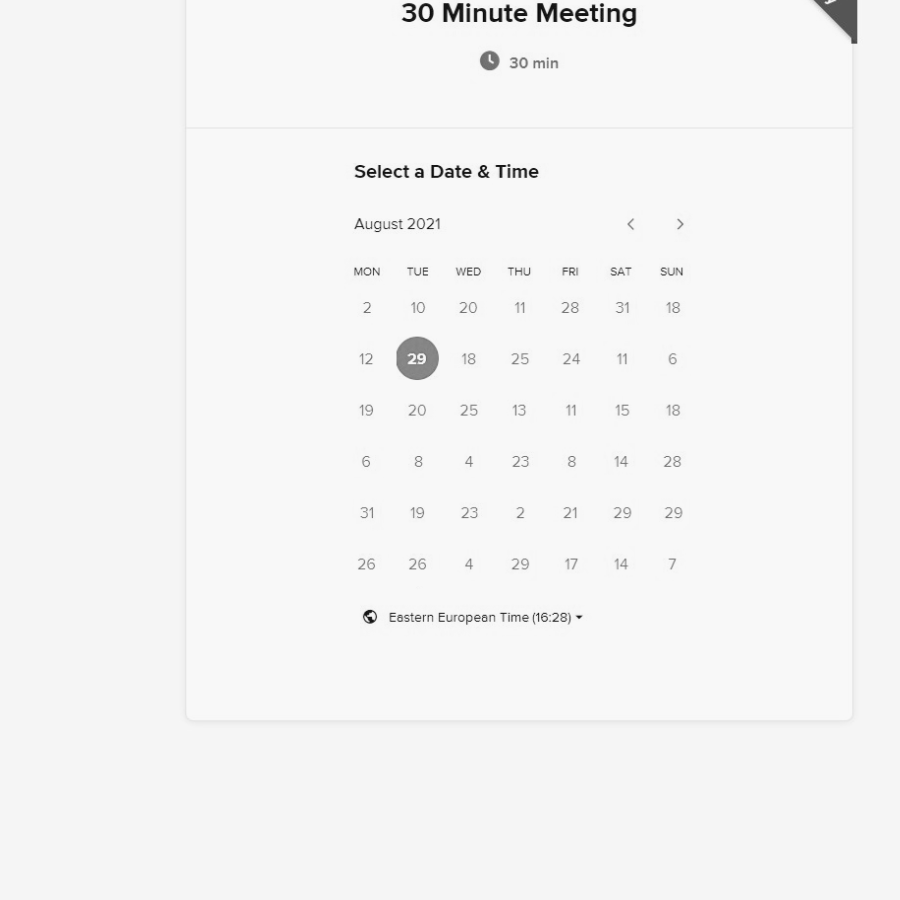 30 Minute Meeting
30 min
Select a Date & Time
August 2021
MON TUE WED THU FRI SAT SUN
2 10 20 11 28 31 18
12 29 18 25 24 11 6
19 20 25 13 11 15 18
6 8 4 23 8 14 28
31 19 23 2 21 29 29
26 26 4 29 17 14 7
Eastern European Time (16:28)